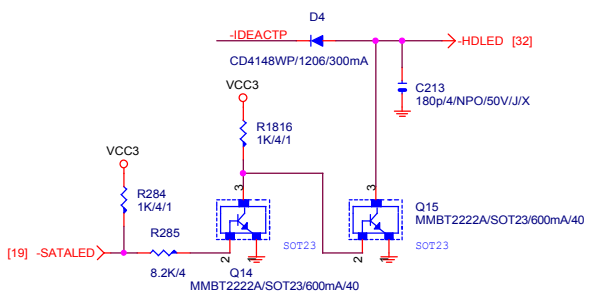 D4
-IDEACTP
-HDLED [32]
CD4148WP/1206/300mA
VCC3
C213
180p/4/NPO/50V/J/X
R1816
1K/4/1
VCC3
R284
1K/4/1
3
3
Q15
MMBT2222A/SOT23/600mA/40
SOT23
SOT23
[19] -SATALED
R285
8.2K/4
2
1
2
1
Q14
MMBT2222A/SOT23/600mA/40